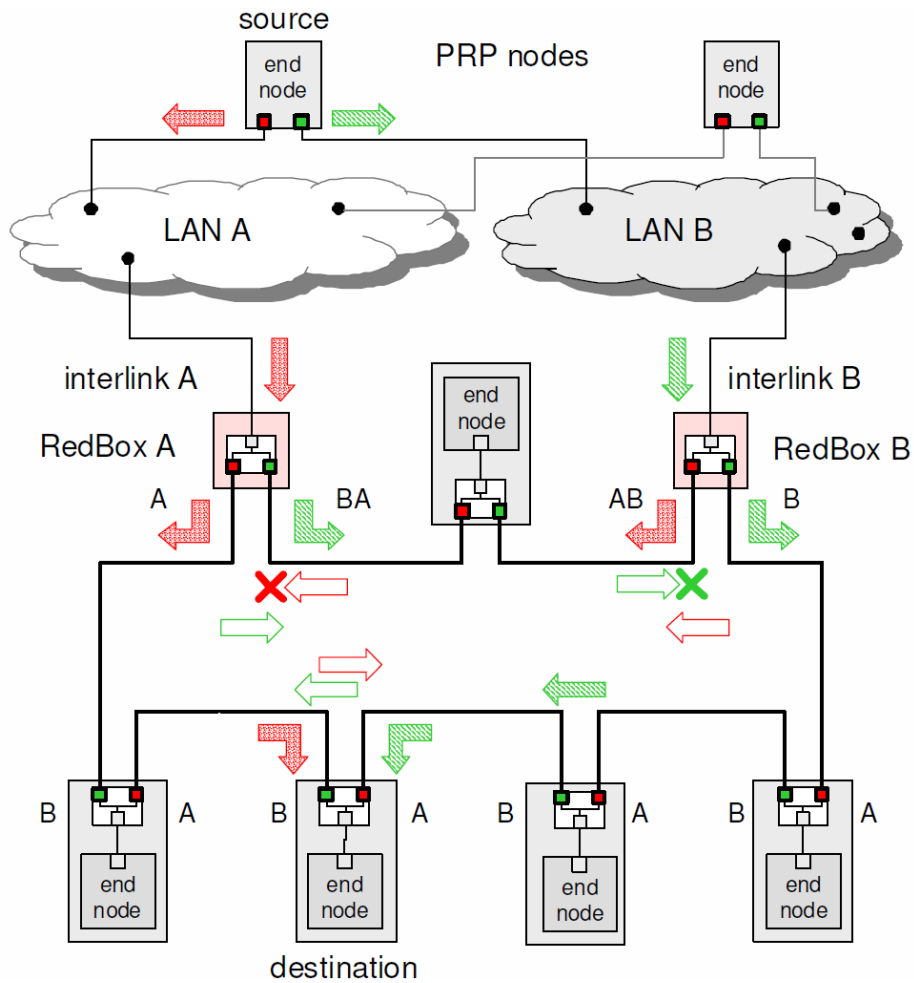 source
PRP nodes
end
node
end
node
LAN A
LAN B
interlink A
interlink B
end
node
RedBox A
RedBox B
A
BA
AB
B
B
A
B
A
B
A
B
A
end
node
end
node
end
node
end
node
destination